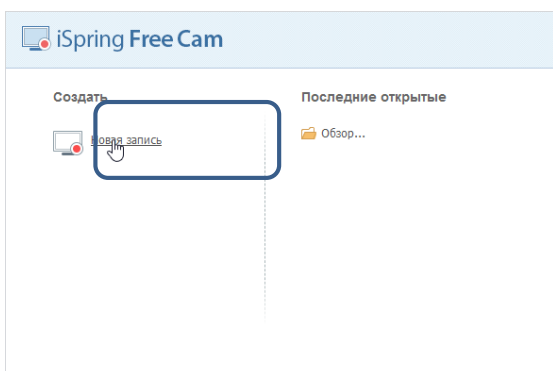 iSpring Free Cam
Создать
Новая запись
Последние открытые
Обзор...